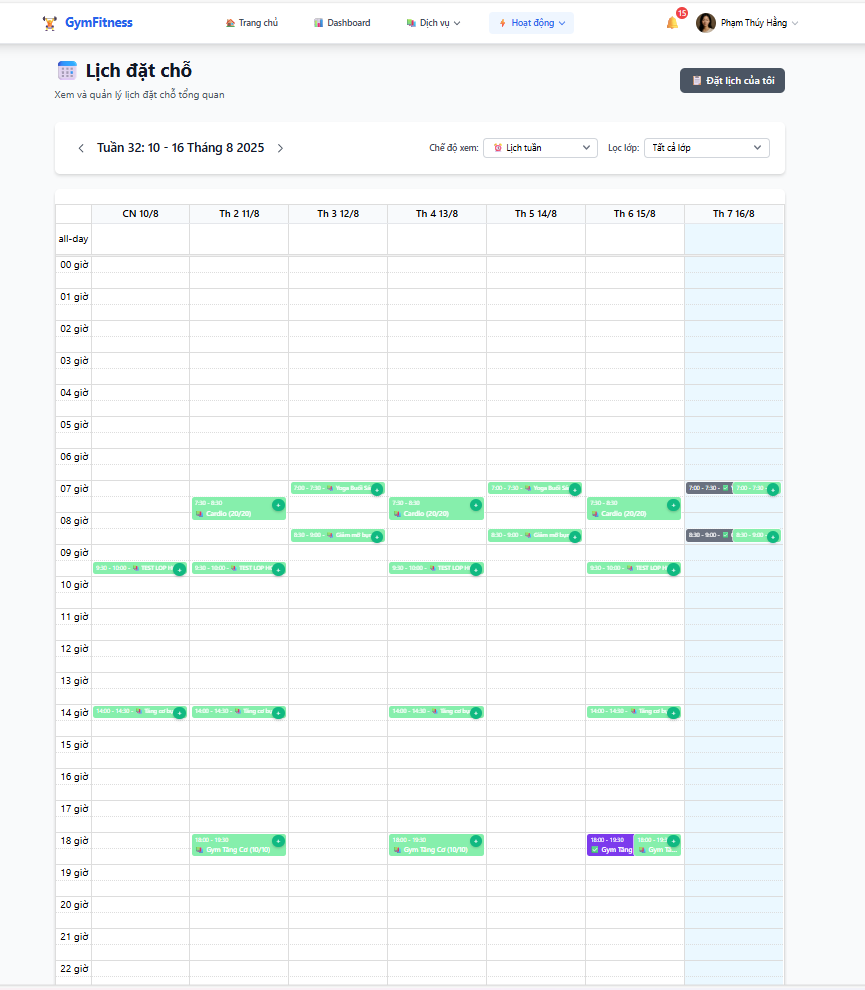 GymFitness
Trang chủ
Dashboard
Dịch vụ
Hoạt động
15
Phạm Thúy Hằng
Lịch đặt chỗ
Xem và quản lý lịch đặt chỗ tổng quan
Đặt lịch của tôi
Tuần 32: 10 - 16 Tháng 8 2025
Chế độ xem:
Lịch tuần
Lọc lớp:
Tất cả lớp
CN 10/8
Th 2 11/8
Th 3 12/8
Th 4 13/8
Th 5 14/8
Th 6 15/8
Th 7 16/8
all-day
00 giờ
01 giờ
02 giờ
03 giờ
04 giờ
05 giờ
06 giờ
07 giờ
7:00 - 7:30 - Yoga Buổi
7:00 - 7:30 - Yoga Buổi
7:00 - 7:30 -
7:00 - 7:30 -
7:30 - 8:30
Cardio (20/20)
7:30 - 8:30
Cardio (20/20)
7:30 - 8:30
Cardio (20/20)
08 giờ
8:30 - 9:00 - Giảm mỡ
8:30 - 9:00 - Giảm mỡ
8:30 - 9:00 -
8:30 - 9:00 -
09 giờ
9:30 - 10:00 - TEST LOP
9:30 - 10:00 - TEST LOP
9:30 - 10:00 - TEST LOP
9:30 - 10:00 - TEST LOP
10 giờ
11 giờ
12 giờ
13 giờ
14 giờ
14:00 - 14:30 - Tăng cơ
14:00 - 14:30 - Tăng cơ
14:00 - 14:30 - Tăng cơ
14:00 - 14:30 - Tăng cơ
15 giờ
16 giờ
17 giờ
18 giờ
18:00 - 19:30
Gym Tăng Cơ (10/10)
18:00 - 19:30
Gym Tăng Cơ (10/10)
18:00 - 19:30
Gym Tăng
18:00 - 19:3
Gym Tă...
19 giờ
20 giờ
21 giờ
22 giờ